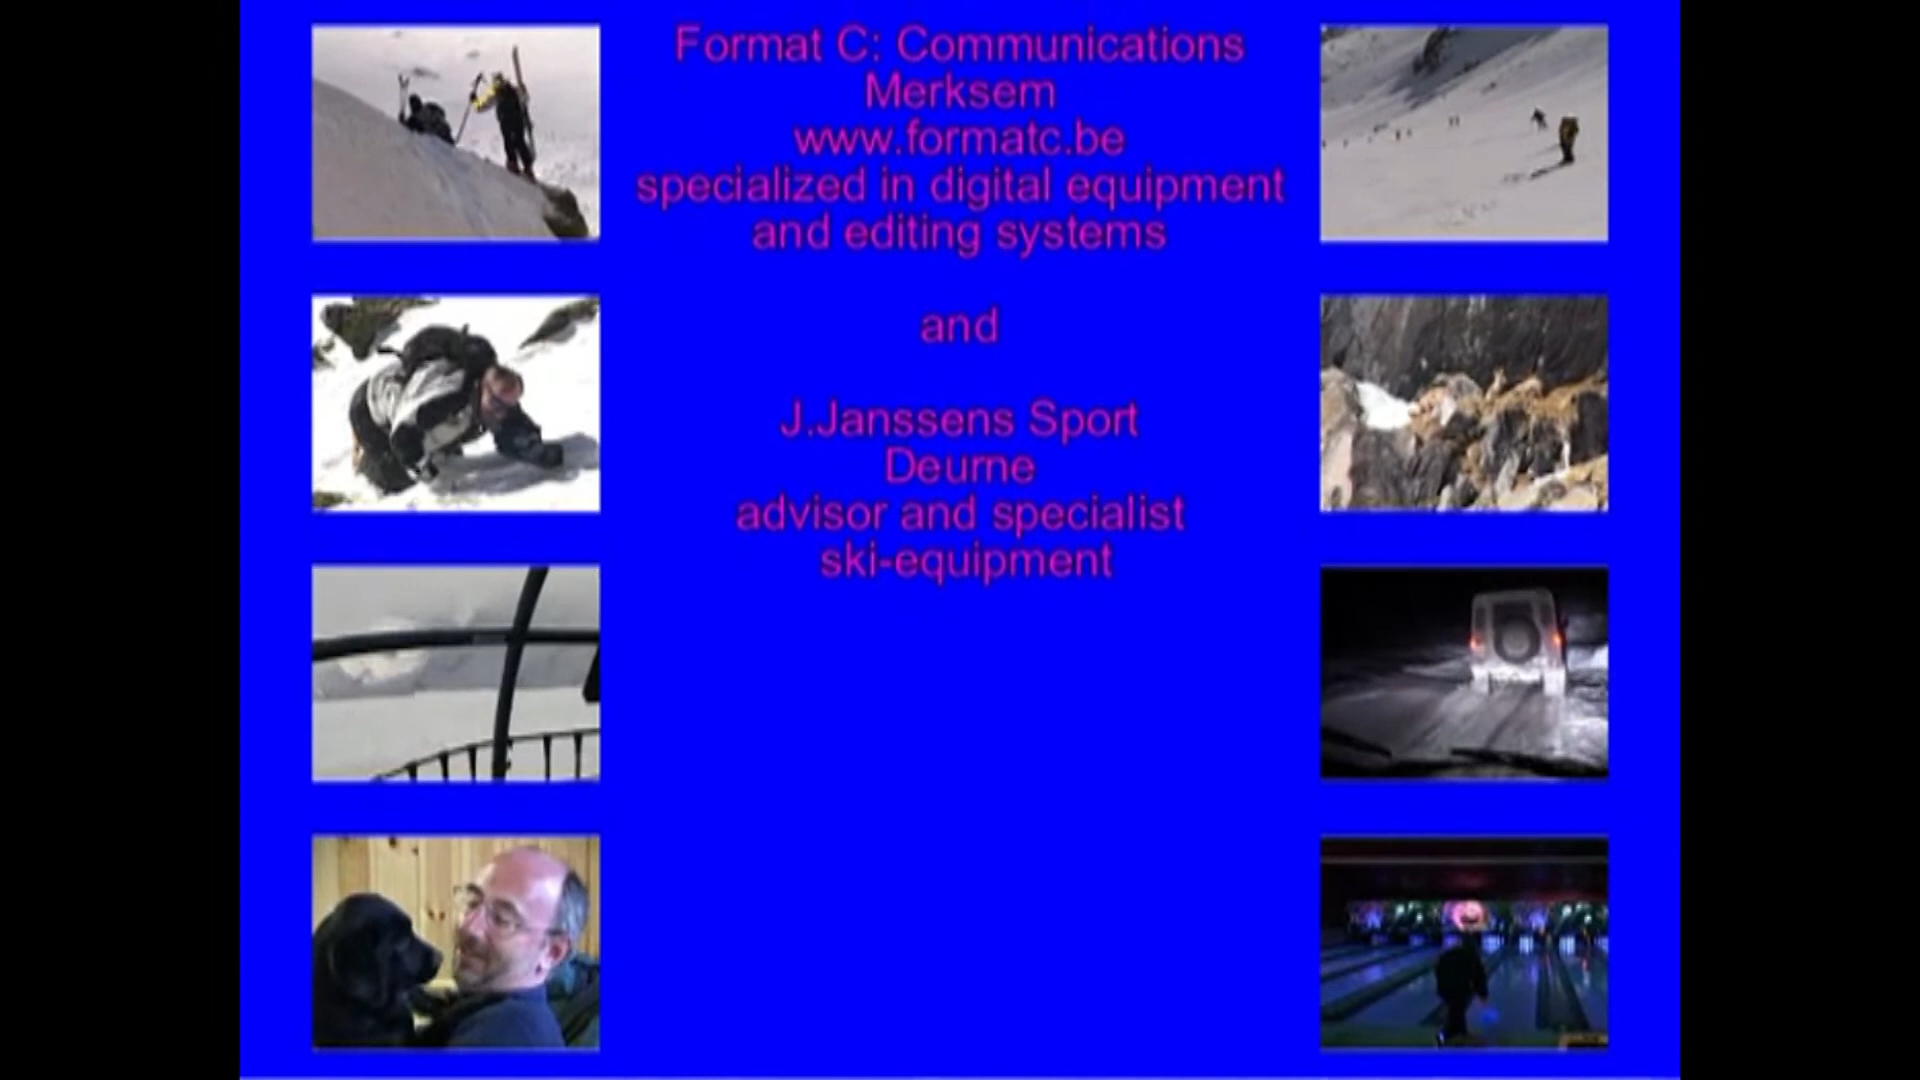 Format C: Communications
Merksem
www.formatc.be
specialized in digital equipment
and editing systems
and
J.Janssens Sport
Deurne
advisor and specialist
ski-equipment